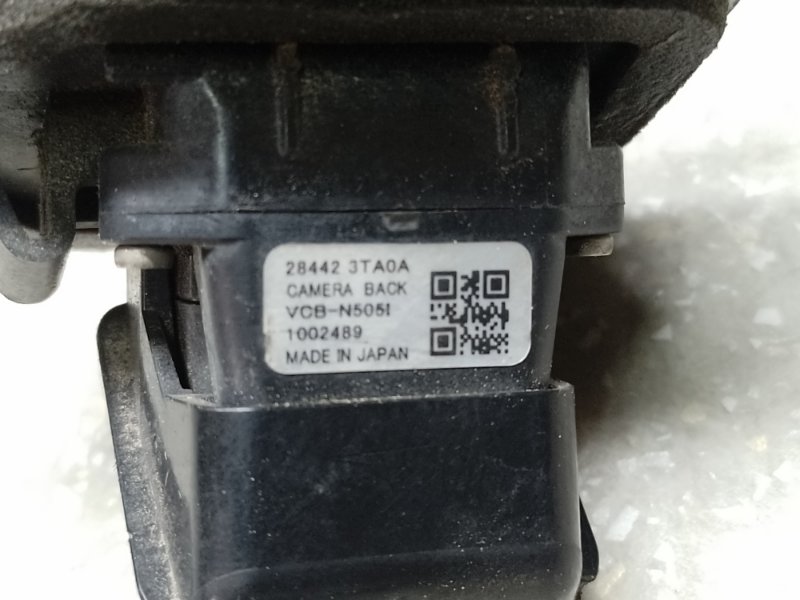 28442 3TA0A
CAMERA BACK
VCB-N505I
1002489
MADE IN JAPAN